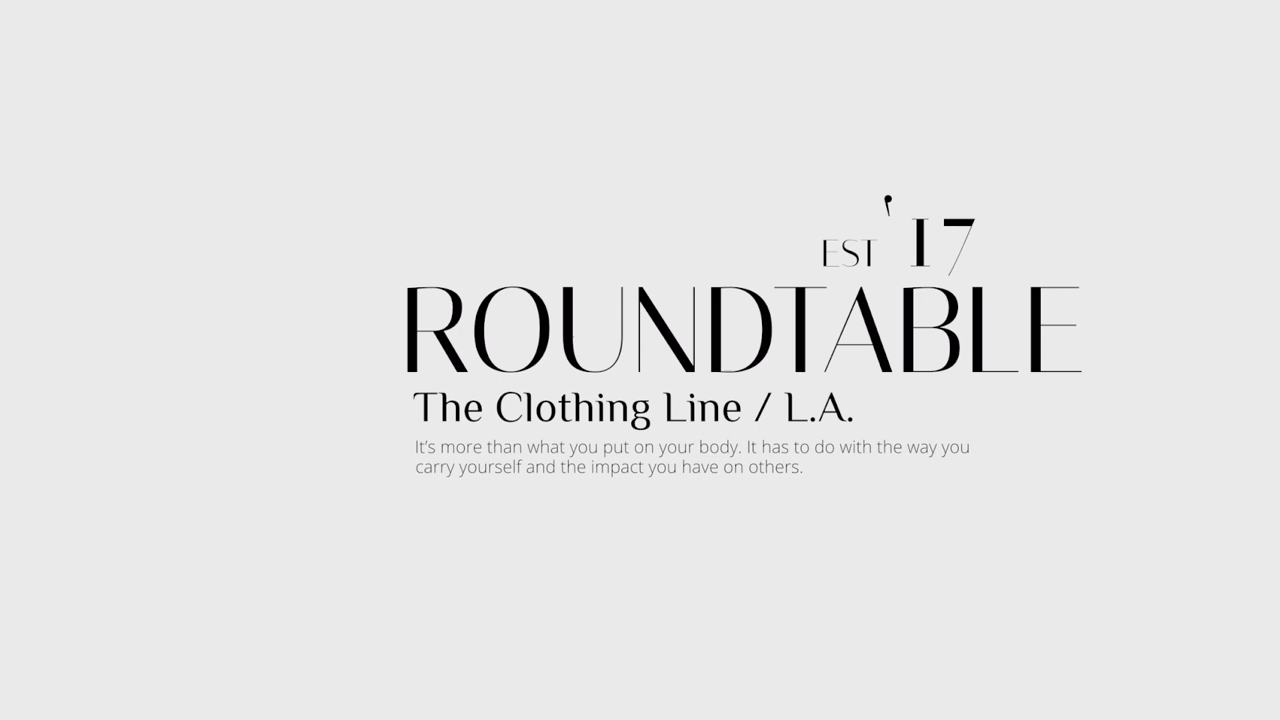 EST '17
ROUNDTABLE
The Clothing Line / L.A.
It’s more than what you put on your body. It has to do with the way you
carry yourself and the impact you have on others.